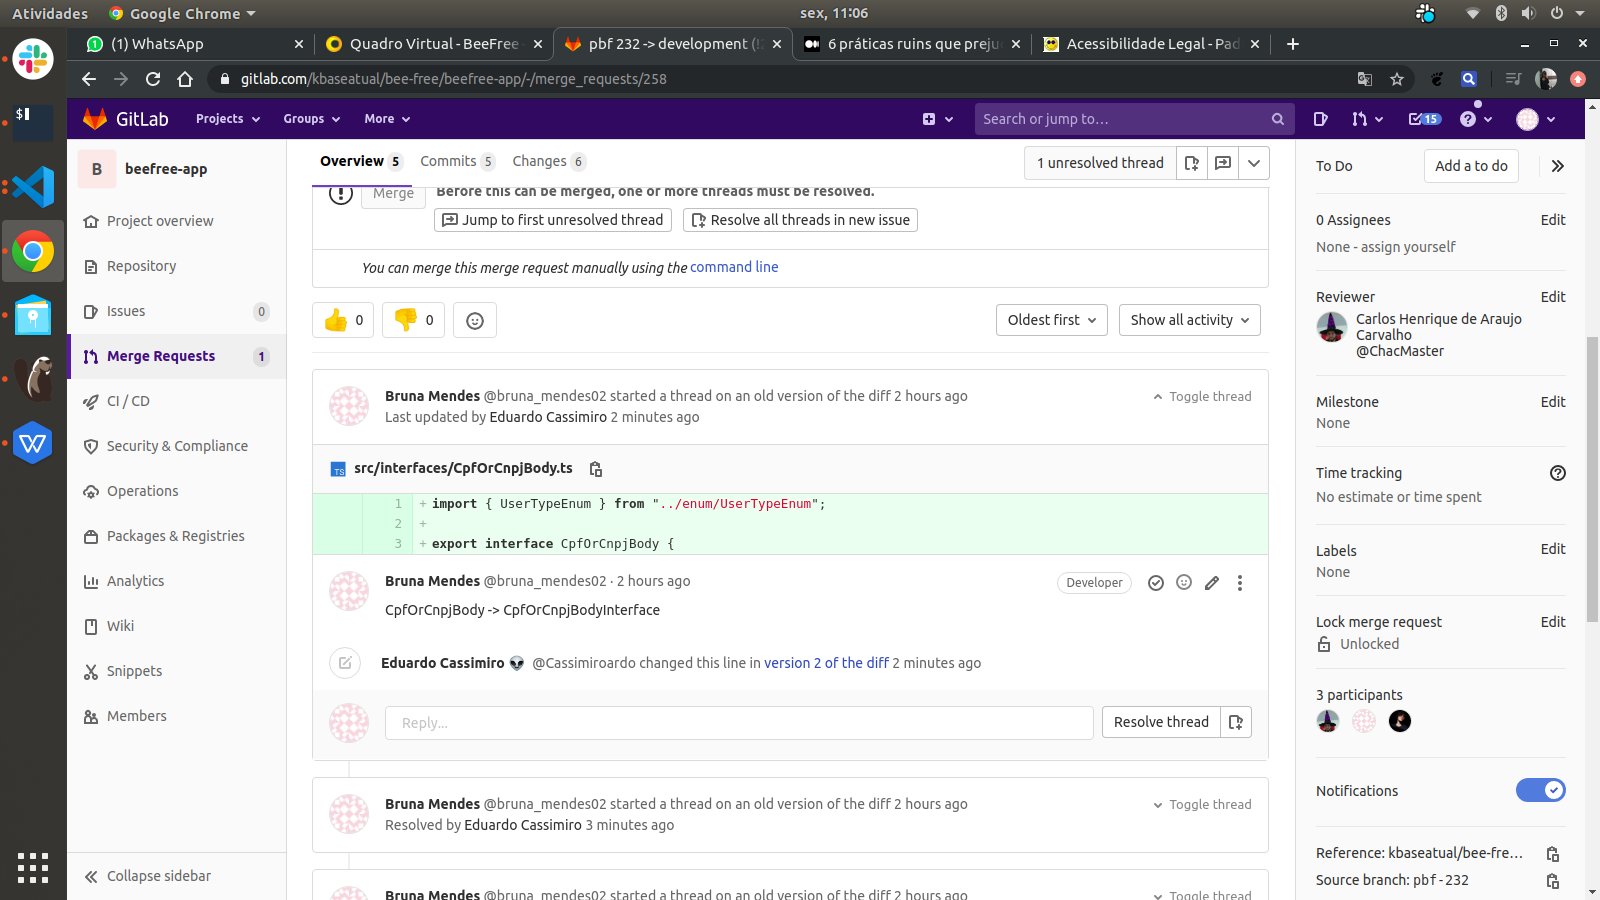 Atividades
Google Chrome
sex, 11:06
(1) WhatsApp
Quadro Virtual - BeeFree
pbf 232 -> development (!
6 práticas ruins que preju
Acessibilidade Legal - Pad
gitlab.com/kbaseatual/bee-free/beefree-app/-/merge_requests/258
GitLab
Projects
Groups
More
Search or jump to…
15
B
beefree-app
Project overview
Repository
Issues 0
Merge Requests 1
CI / CD
Security & Compliance
Operations
Packages & Registries
Analytics
Wiki
Snippets
Members
Collapse sidebar
Overview 5
Commits 5
Changes 6
1 unresolved thread
Merge
Before this can be merged, one or more threads must be resolved.
Jump to first unresolved thread
Resolve all threads in new issue
You can merge this merge request manually using the command line
0
0
Oldest first
Show all activity
Bruna Mendes @bruna_mendes02 started a thread on an old version of the diff 2 hours ago
Toggle thread
Last updated by Eduardo Cassimiro 2 minutes ago
TS
src/interfaces/CpfOrCnpjBody.ts
1 + import { UserTypeEnum } from "../enum/UserTypeEnum";
2 +
3 + export interface CpfOrCnpjBody {
Bruna Mendes @bruna_mendes02 · 2 hours ago
Developer
CpfOrCnpjBody -> CpfOrCnpjBodyInterface
Eduardo Cassimiro 👽 @Cassimiroardo changed this line in version 2 of the diff 2 minutes ago
Reply…
Resolve thread
Bruna Mendes @bruna_mendes02 started a thread on an old version of the diff 2 hours ago
Toggle thread
Resolved by Eduardo Cassimiro 3 minutes ago
Bruna Mendes @bruna_mendes02 started a thread on an old version of the diff 2 hours ago
Toggle thread
To Do
Add a to do
0 Assignees
Edit
None - assign yourself
Reviewer
Edit
Carlos Henrique de Araujo
Carvalho
@ChacMaster
Milestone
Edit
None
Time tracking
No estimate or time spent
Labels
Edit
None
Lock merge request
Edit
Unlocked
3 participants
Notifications
Reference: kbaseatual/bee-fre…
Source branch: pbf-232